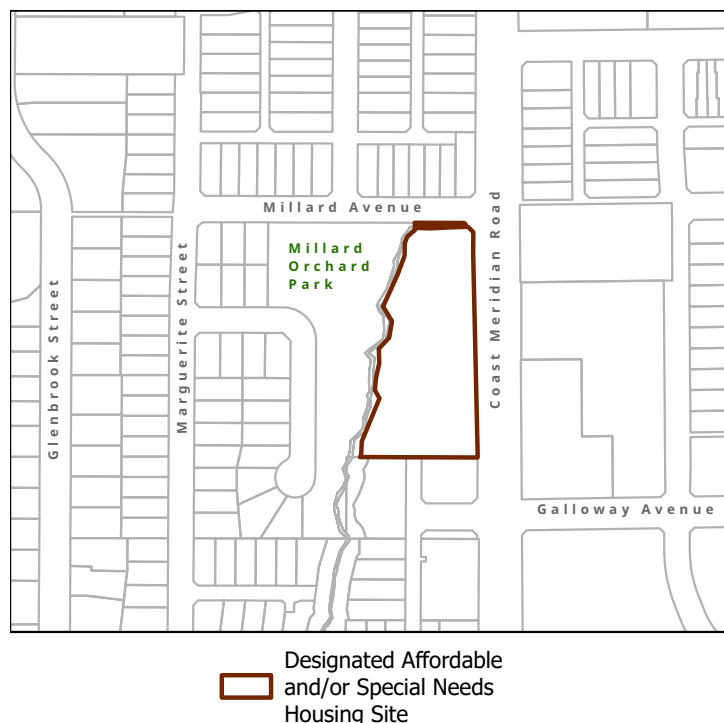 Millard Avenue
Millard
Orchard
Park
Coast Meridian Road
Marguerite Street
Glenbrook Street
Galloway Avenue
Designated Affordable
and/or Special Needs
Housing Site